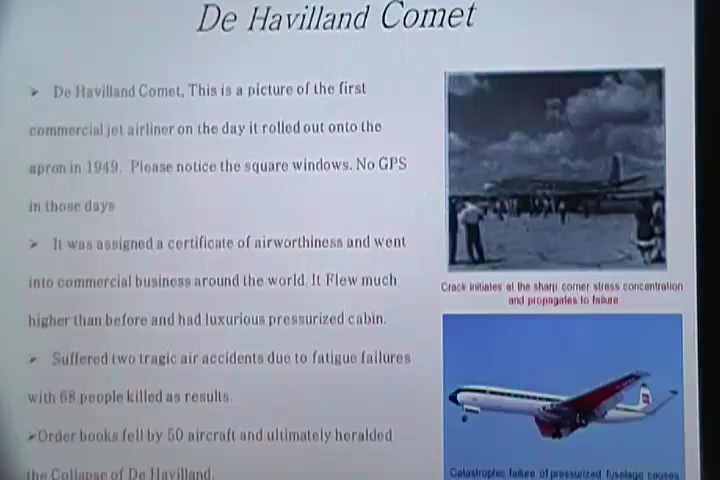 De Havilland Comet
➢ De Havilland Comet, This is a picture of the first
commercial jet airliner on the day it rolled out onto the
apron in 1949. Please notice the square windows. No GPS
in those days
➢ It was assigned a certificate of airworthiness and went
into commercial business around the world. It Flew much
higher than before and had luxurious pressurized cabin.
➢ Suffered two tragic air accidents due to fatigue failures
with 68 people killed as results.
➢Order books fell by 50 aircraft and ultimately heralded
the Collapse of De Havilland.
Crack initiates at the sharp corner stress concentration
and propagates to failure
Catastrophic failure of pressurized fuselage causes